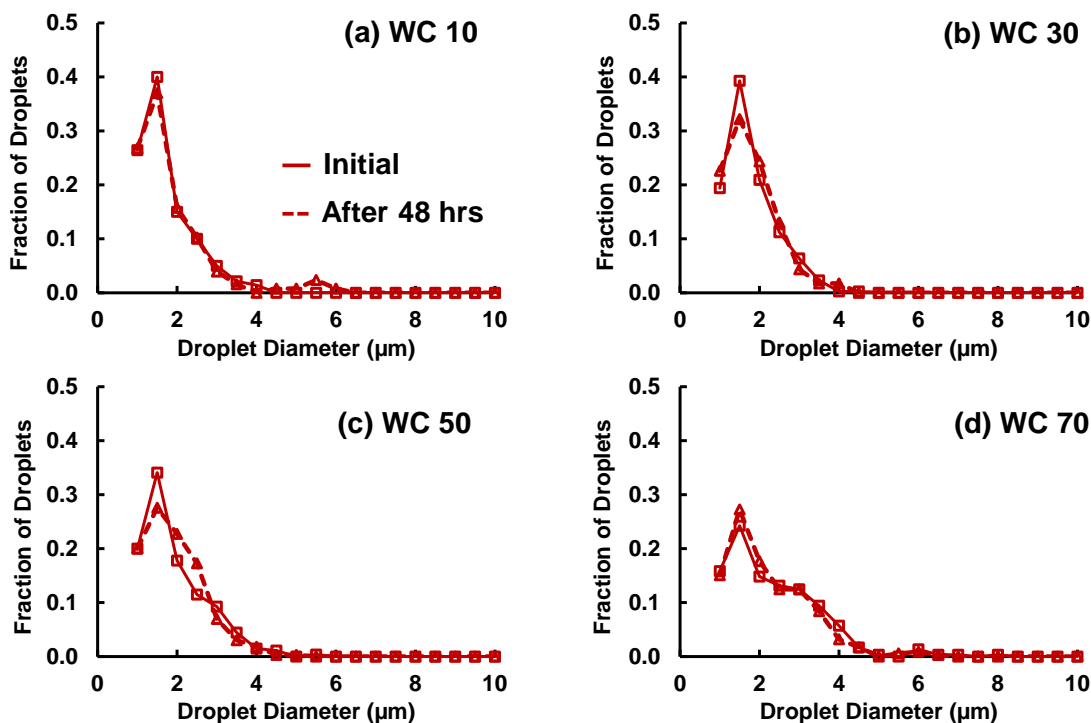 (a) WC 10
Fraction of Droplets
0.5
0.4
0.3
0.2
0.1
0.0
Initial
After 48 hrs
0 2 4 6 8 10
Droplet Diameter (µm)
(b) WC 30
Fraction of Droplets
0.5
0.4
0.3
0.2
0.1
0.0
0 2 4 6 8 10
Droplet Diameter (µm)
(c) WC 50
Fraction of Droplets
0.5
0.4
0.3
0.2
0.1
0.0
0 2 4 6 8 10
Droplet Diameter (µm)
(d) WC 70
Fraction of Droplets
0.5
0.4
0.3
0.2
0.1
0.0
0 2 4 6 8 10
Droplet Diameter (µm)